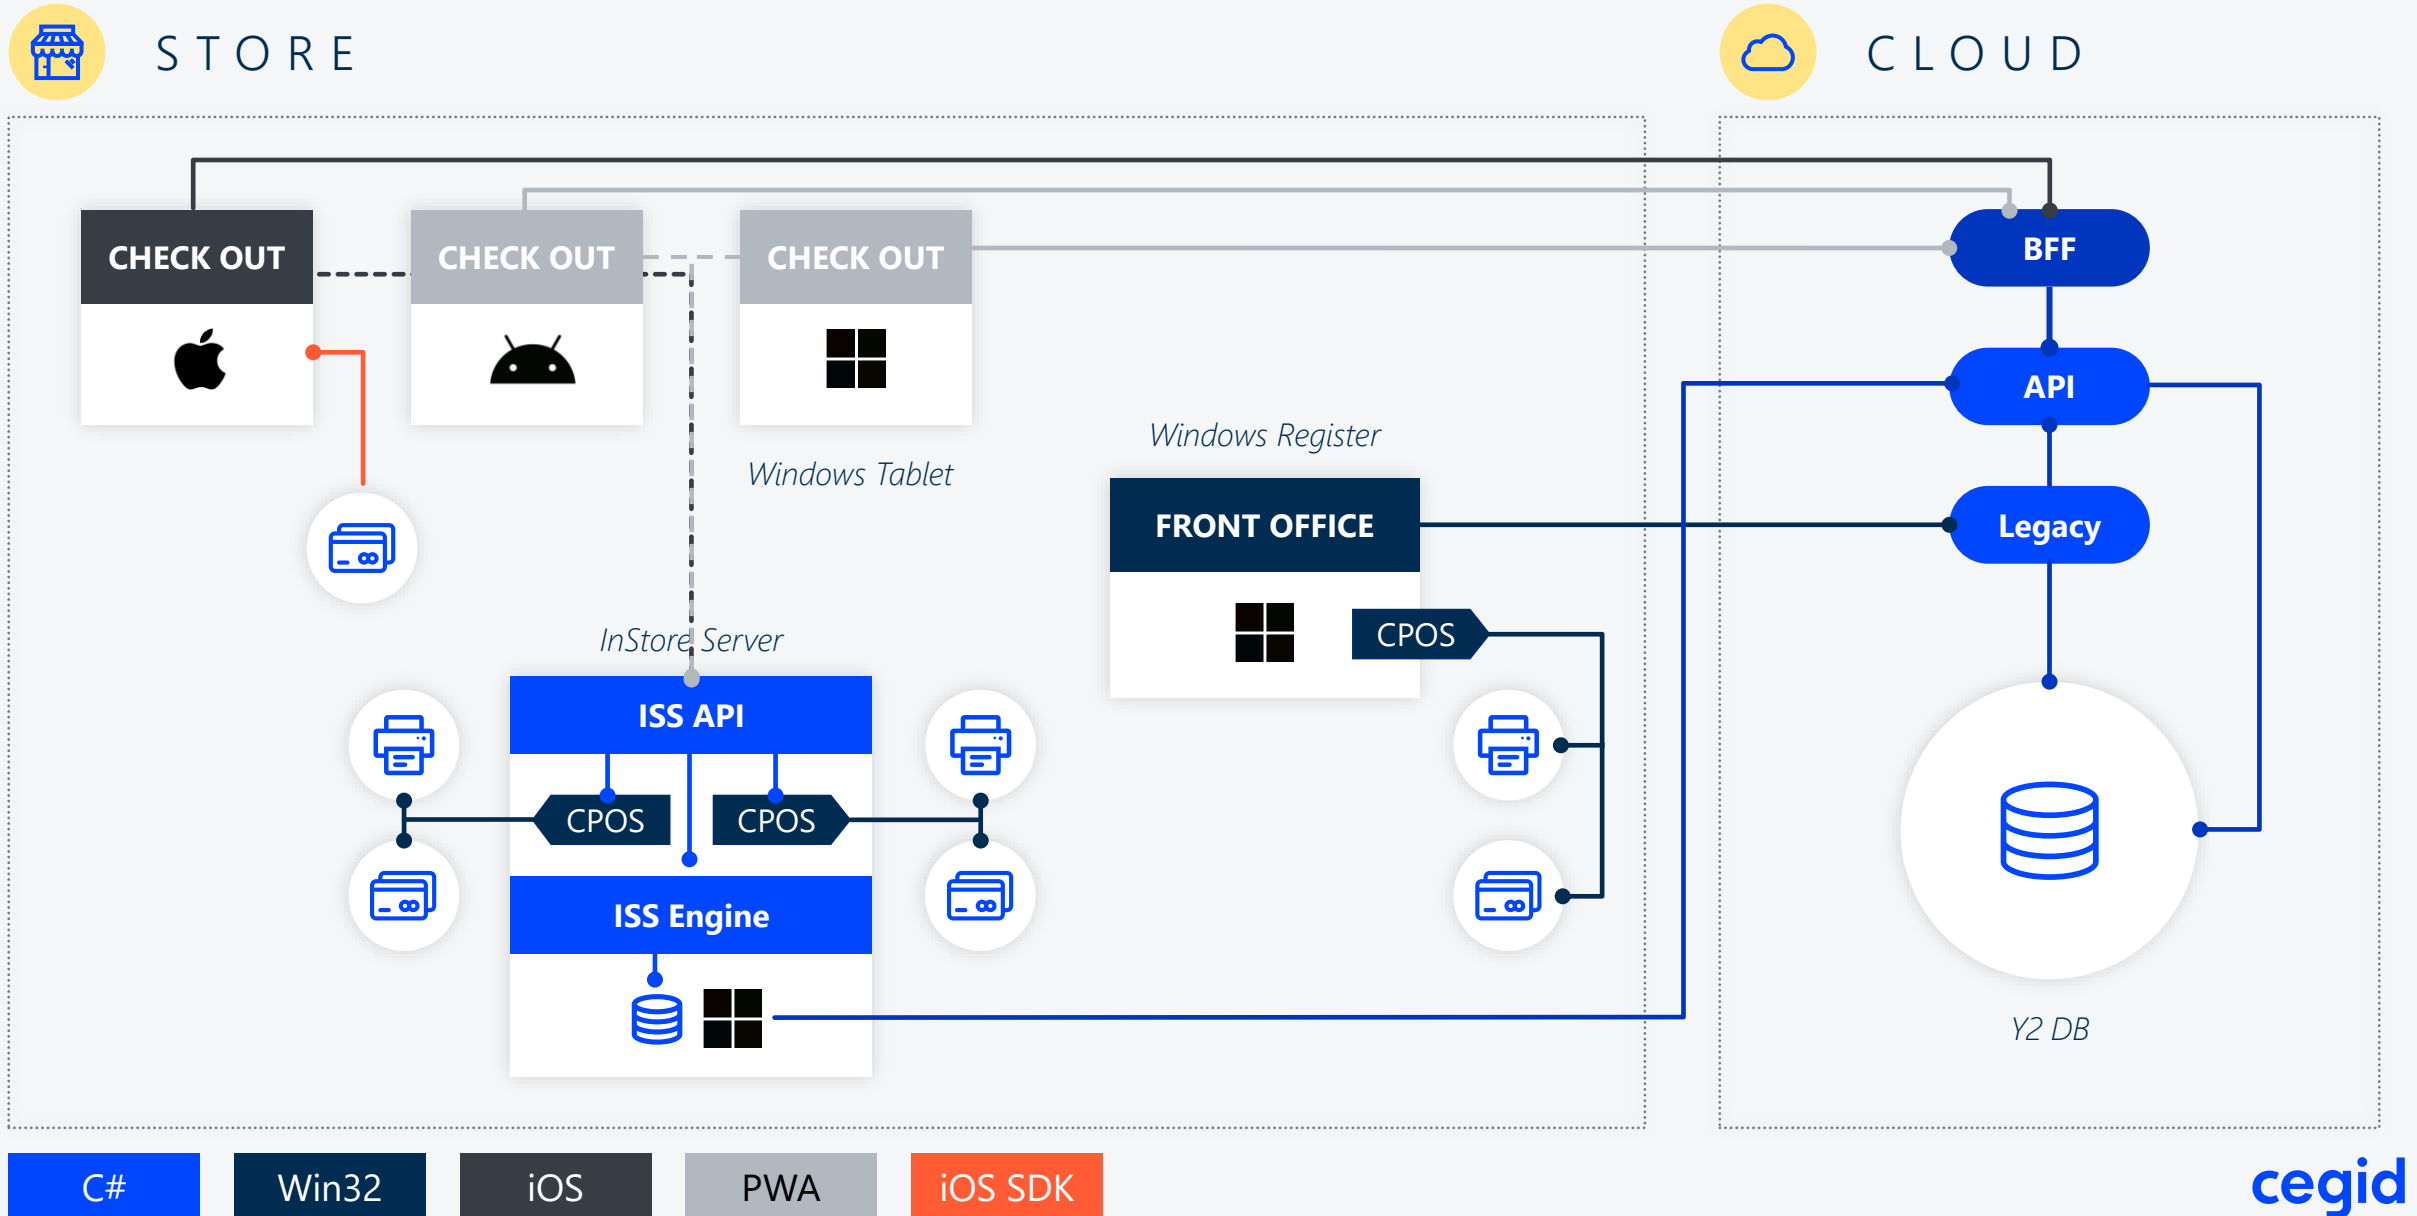 STORE
CLOUD
CHECK OUT
CHECK OUT
CHECK OUT
BFF
API
Windows Register
Windows Tablet
FRONT OFFICE
Legacy
CPOS
InStore Server
ISS API
CPOS
CPOS
ISS Engine
Y2 DB
C#
Win32
iOS
PWA
iOS SDK
cegid